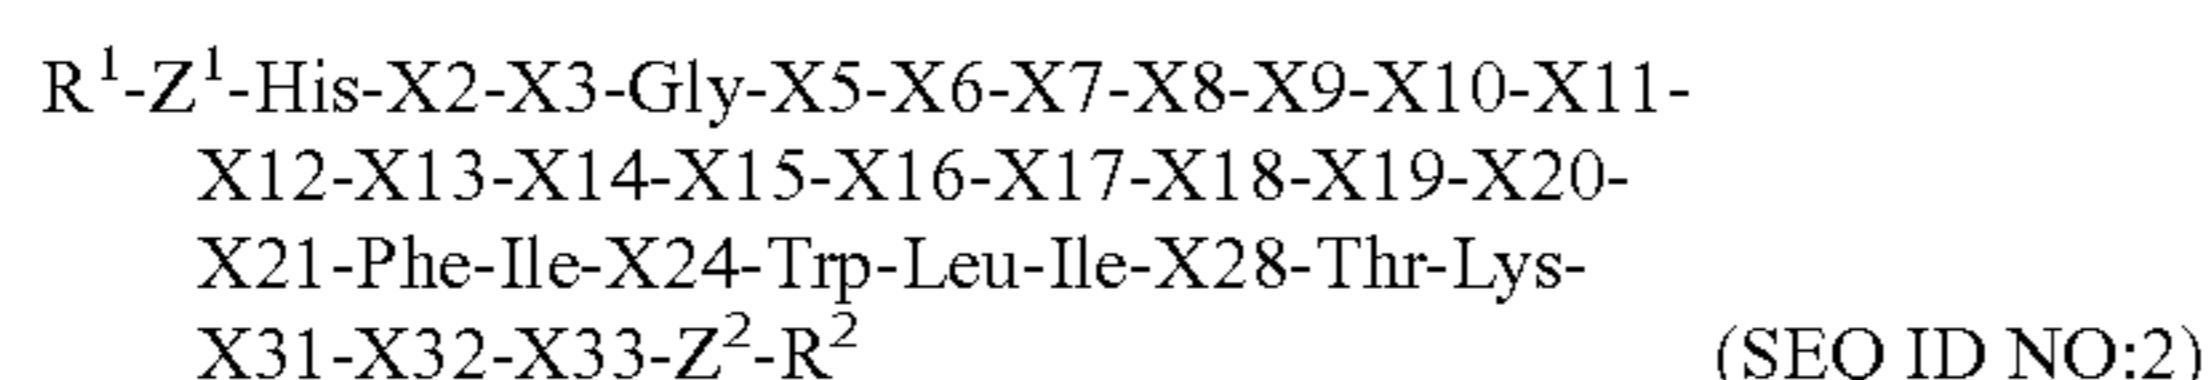 R¹-Z¹-His-X2-X3-Gly-X5-X6-X7-X8-X9-X10-X11-
X12-X13-X14-X15-X16-X17-X18-X19-X20-
X21-Phe-Ile-X24-Trp-Leu-Ile-X28-Thr-Lys-
X31-X32-X33-Z²-R² (SEQ ID NO:2)